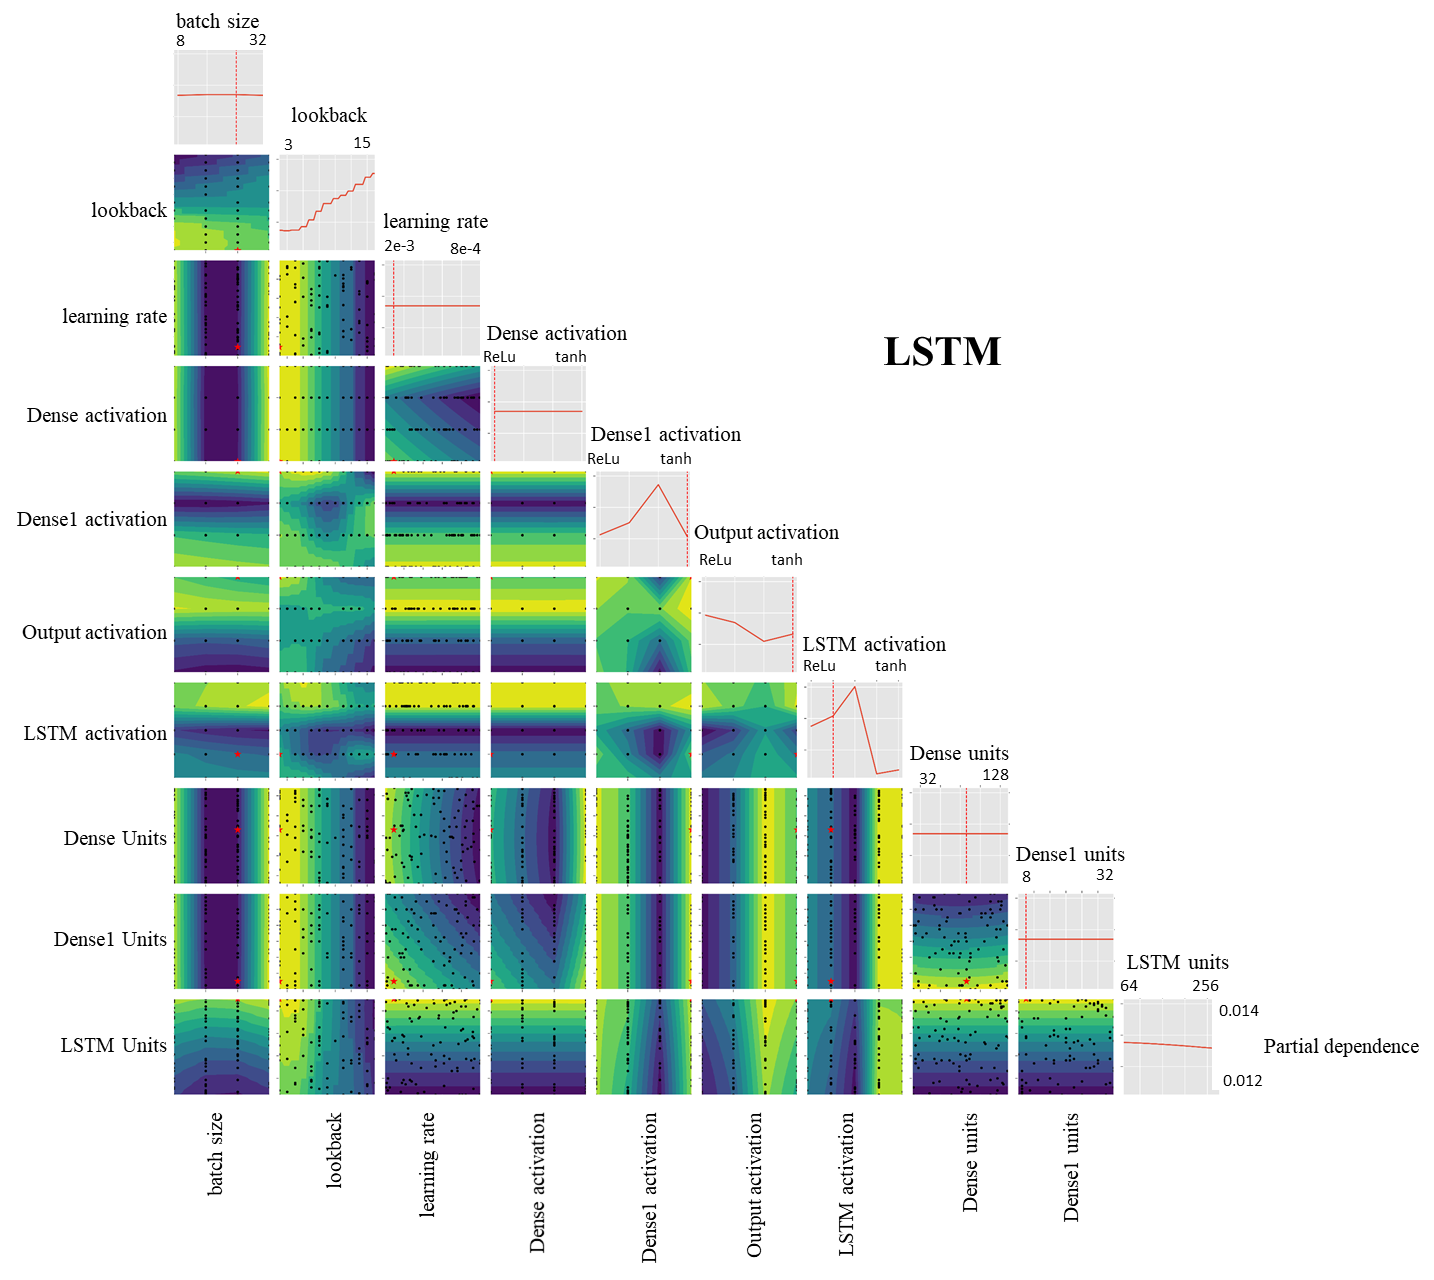 batch size
8 32
lookback
3 15
lookback
learning rate
2e-3 8e-4
learning rate
Dense activation
ReLu tanh
LSTM
Dense activation
Dense1 activation
ReLu tanh
Dense1 activation
Output activation
ReLu tanh
Output activation
LSTM activation
ReLu tanh
LSTM activation
Dense units
32 128
Dense Units
Dense1 units
8 32
Dense1 Units
LSTM units
64 256
0.014
LSTM Units
Partial dependence
0.012
batch size
lookback
learning rate
Dense activation
Dense1 activation
Output activation
LSTM activation
Dense units
Dense1 units